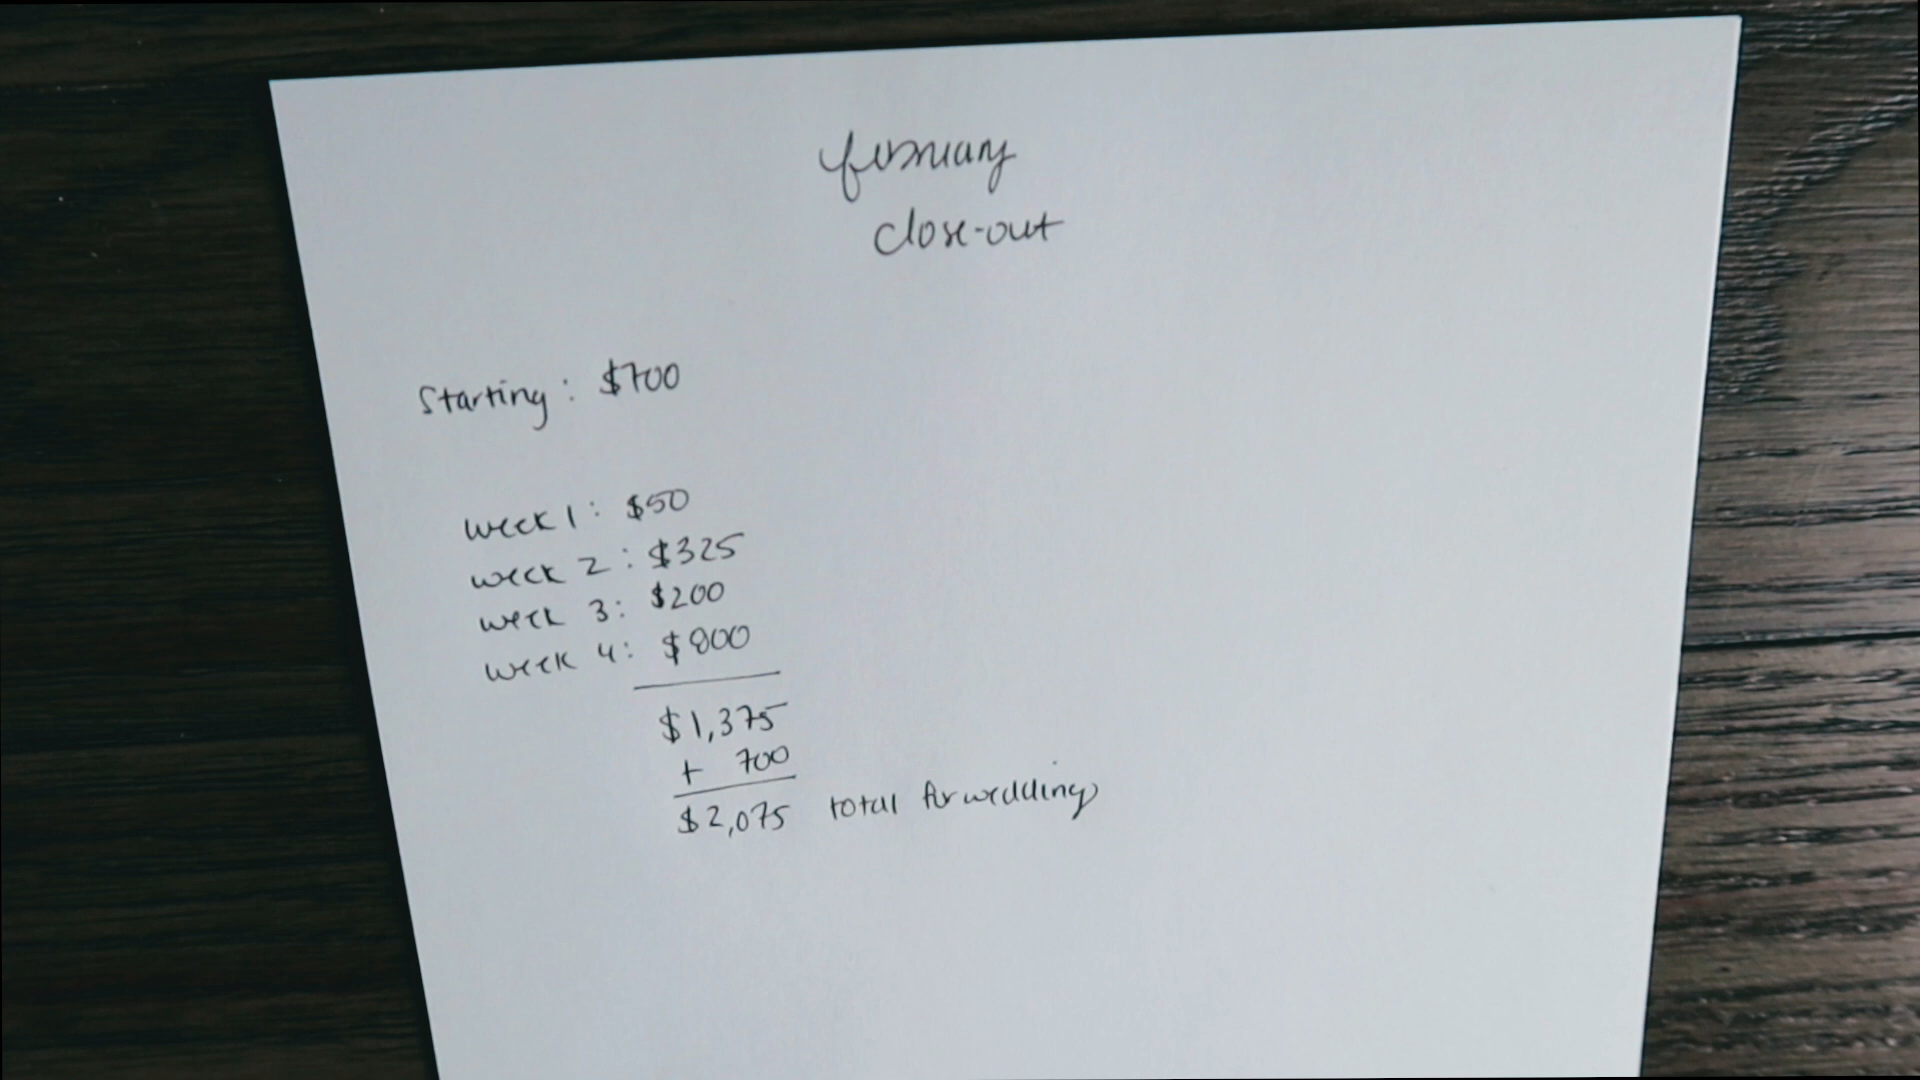 february
close-out
Starting: $700
week 1: $50
week 2: $325
week 3: $200
week 4: $800
$1,375
+ 700
$2,075 total for wedding